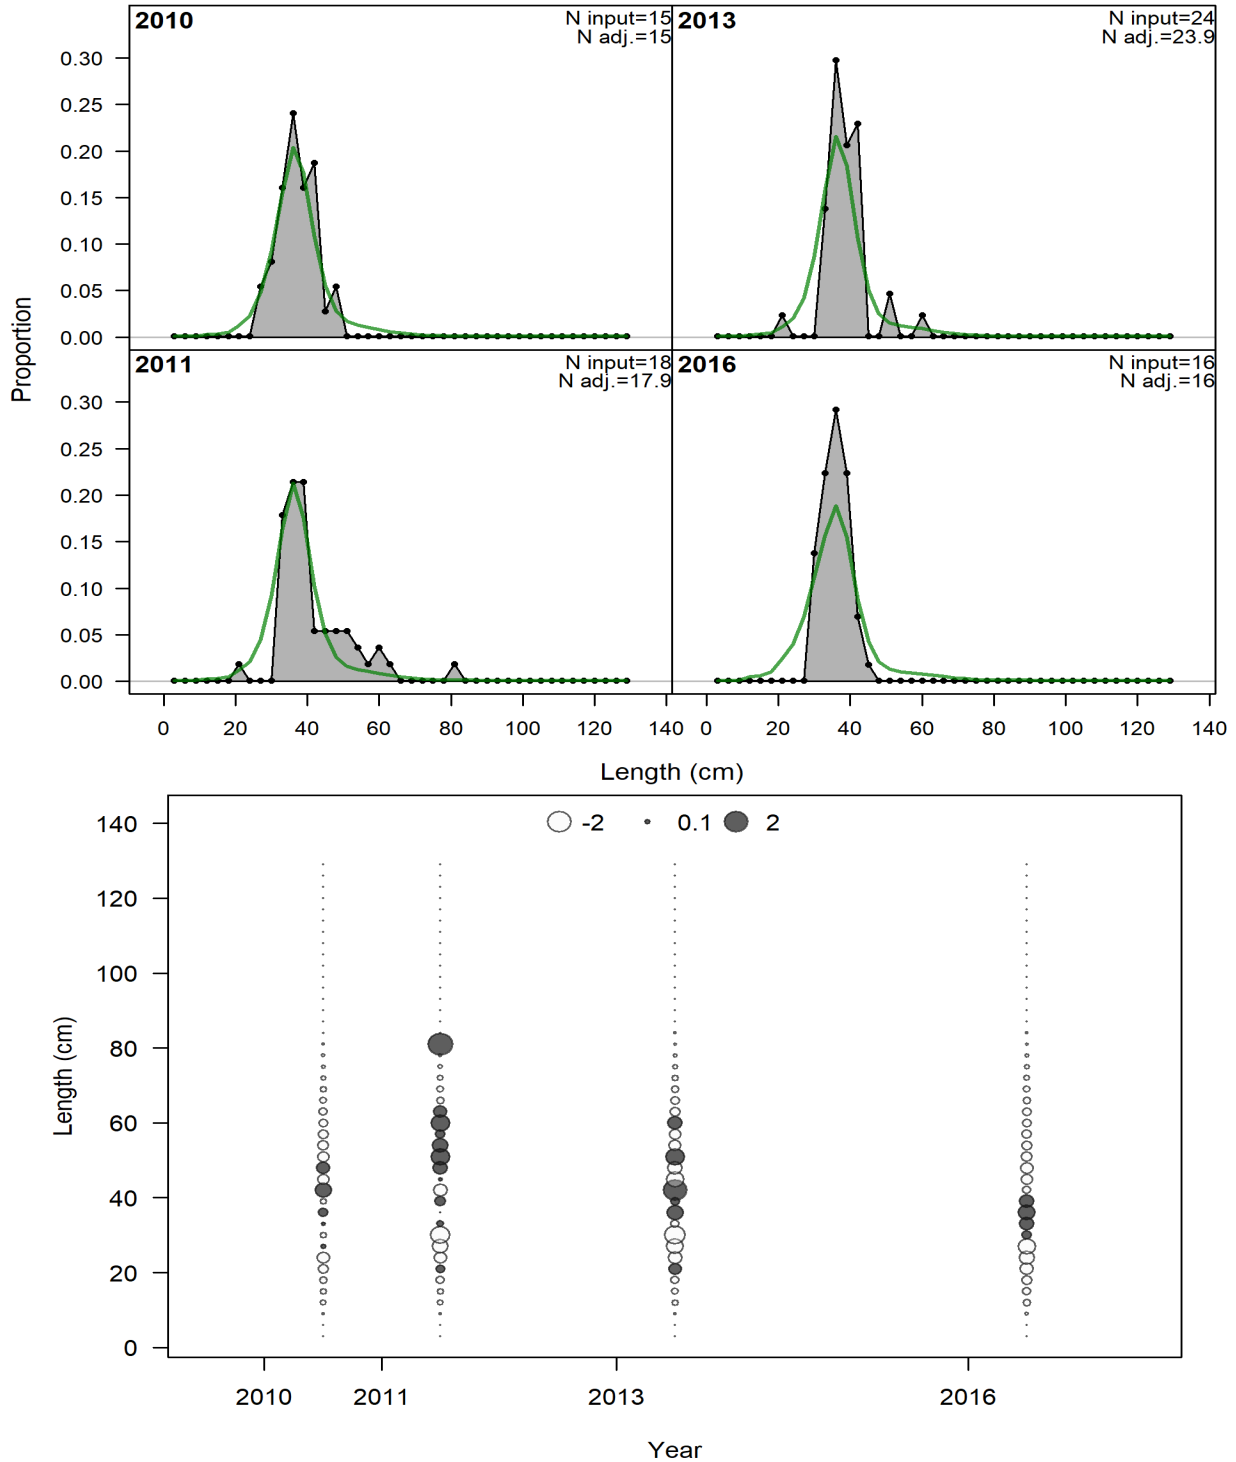 2010
N input=15
N adj.=15
2013
N input=24
N adj.=23.9
0.30
0.25
0.20
0.15
0.10
0.05
0.00
Proportion
2011
N input=18
N adj.=17.9
2016
N input=16
N adj.=16
0.30
0.25
0.20
0.15
0.10
0.05
0.00
0 20 40 60 80 100 120 140
0 20 40 60 80 100 120 140
Length (cm)
-2 0.1 2
140
120
100
80
60
40
20
0
Length (cm)
2010 2011 2013 2016
Year